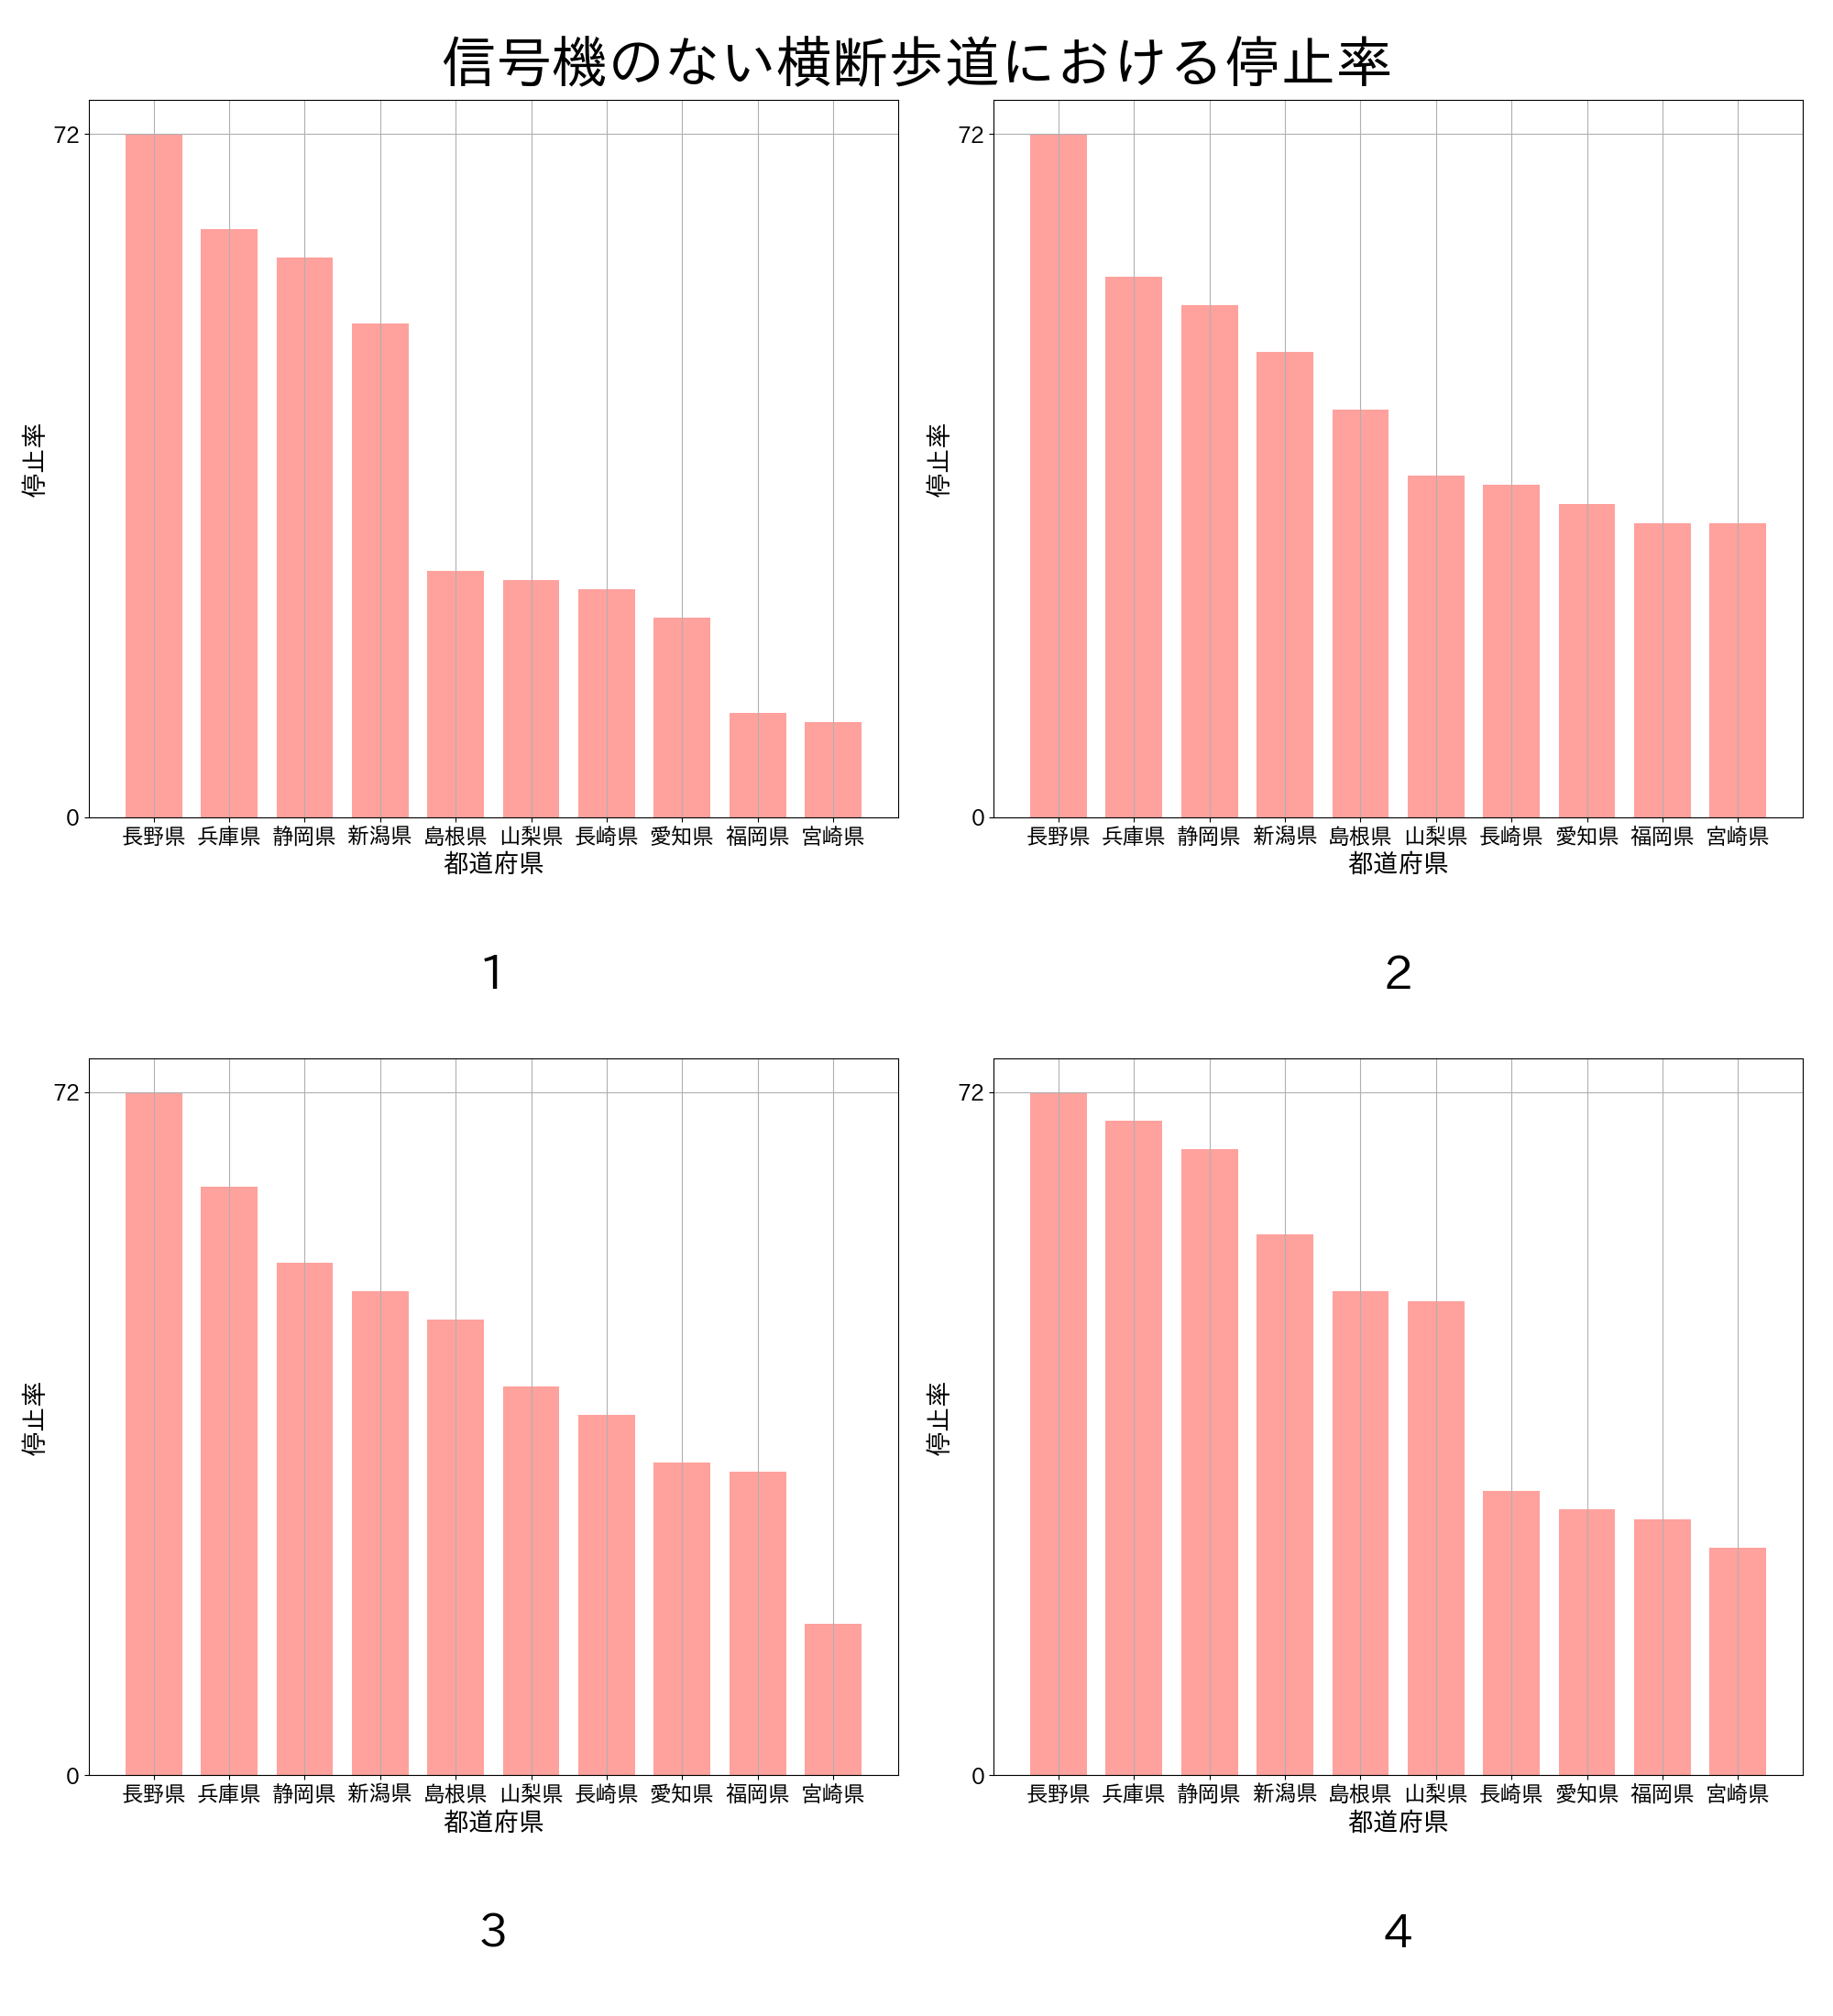 信号機のない横断歩道における停止率
72
0
停止率
長野県 兵庫県 静岡県 新潟県 島根県 山梨県 長崎県 愛知県 福岡県 宮崎県
都道府県
1
72
0
停止率
長野県 兵庫県 静岡県 新潟県 島根県 山梨県 長崎県 愛知県 福岡県 宮崎県
都道府県
2
72
0
停止率
長野県 兵庫県 静岡県 新潟県 島根県 山梨県 長崎県 愛知県 福岡県 宮崎県
都道府県
3
72
0
停止率
長野県 兵庫県 静岡県 新潟県 島根県 山梨県 長崎県 愛知県 福岡県 宮崎県
都道府県
4